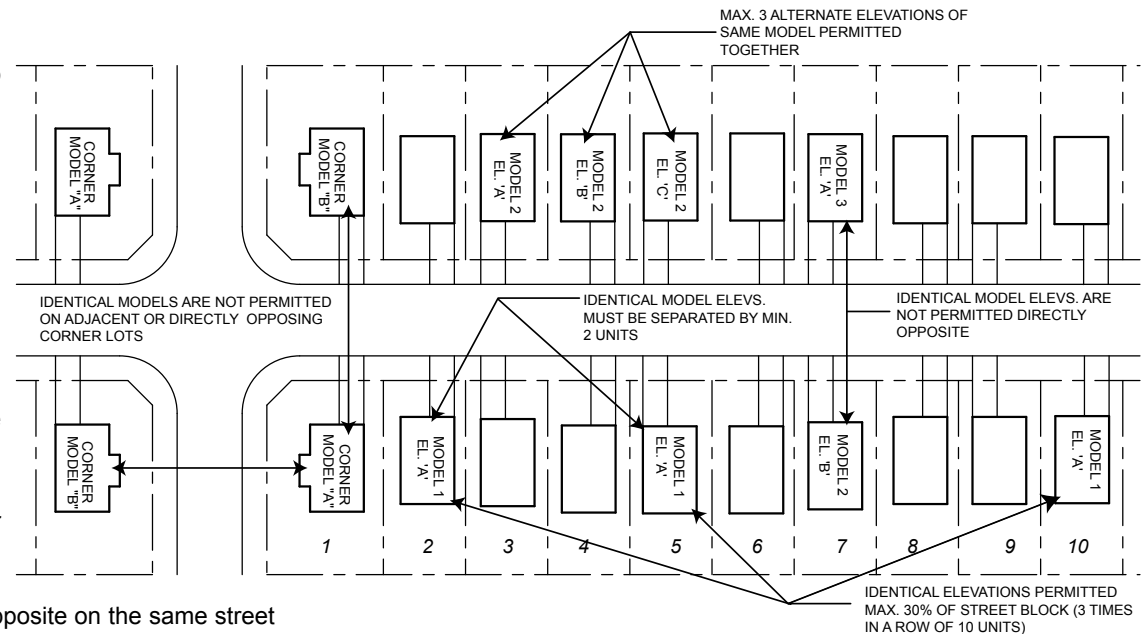 MAX. 3 ALTERNATE ELEVATIONS OF
SAME MODEL PERMITTED
TOGETHER
CORNER
MODEL "A"
CORNER
MODEL "B"
MODEL 2
EL. 'A'
MODEL 2
EL. 'B'
MODEL 2
EL. 'C'
MODEL 3
EL. 'A'
IDENTICAL MODELS ARE NOT PERMITTED
ON ADJACENT OR DIRECTLY OPPOSING
CORNER LOTS
IDENTICAL MODEL ELEVS.
MUST BE SEPARATED BY MIN.
2 UNITS
IDENTICAL MODEL ELEVS. ARE
NOT PERMITTED DIRECTLY
OPPOSITE
CORNER
MODEL "B"
CORNER
MODEL "A"
MODEL 1
EL. 'A'
MODEL 1
EL. 'A'
MODEL 2
EL. 'B'
MODEL 1
EL. 'A'
1 2 3 4 5 6 7 8 9 10
IDENTICAL ELEVATIONS PERMITTED
MAX. 30% OF STREET BLOCK (3 TIMES
IN A ROW OF 10 UNITS)
on the same street